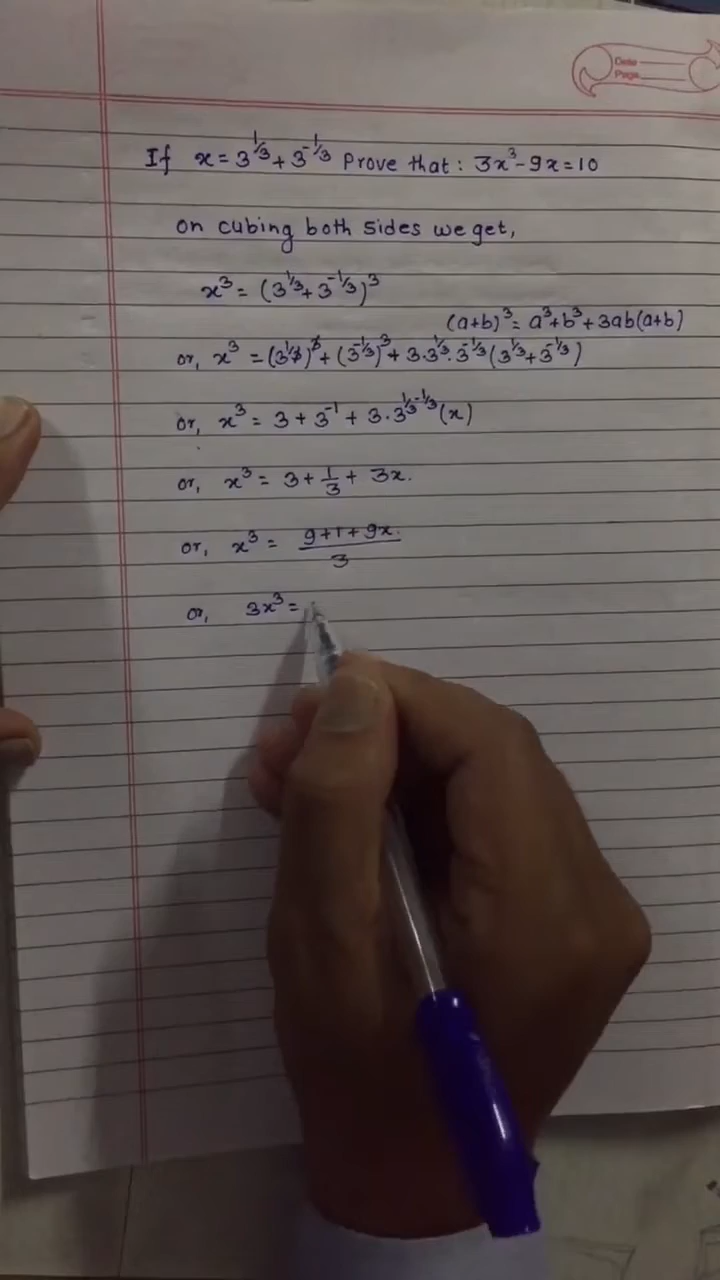 Date
Page
If x = 3^{1/3} + 3^{-1/3} Prove that : 3x³ - 9x = 10
on cubing both sides we get,
x³ = (3^{1/3} + 3^{-1/3})³
(a+b)³ = a³+b³+3ab(a+b)
or, x³ = (3^{1/3})³ + (3^{-1/3})³ + 3.3^{1/3}.3^{-1/3}(3^{1/3} + 3^{-1/3})
or, x³ = 3 + 3^{-1} + 3.3^{1/3-1/3}(x)
or, x³ = 3 + 1/3 + 3x.
or, x³ = (9+1+9x.)/3
or, 3x³ =